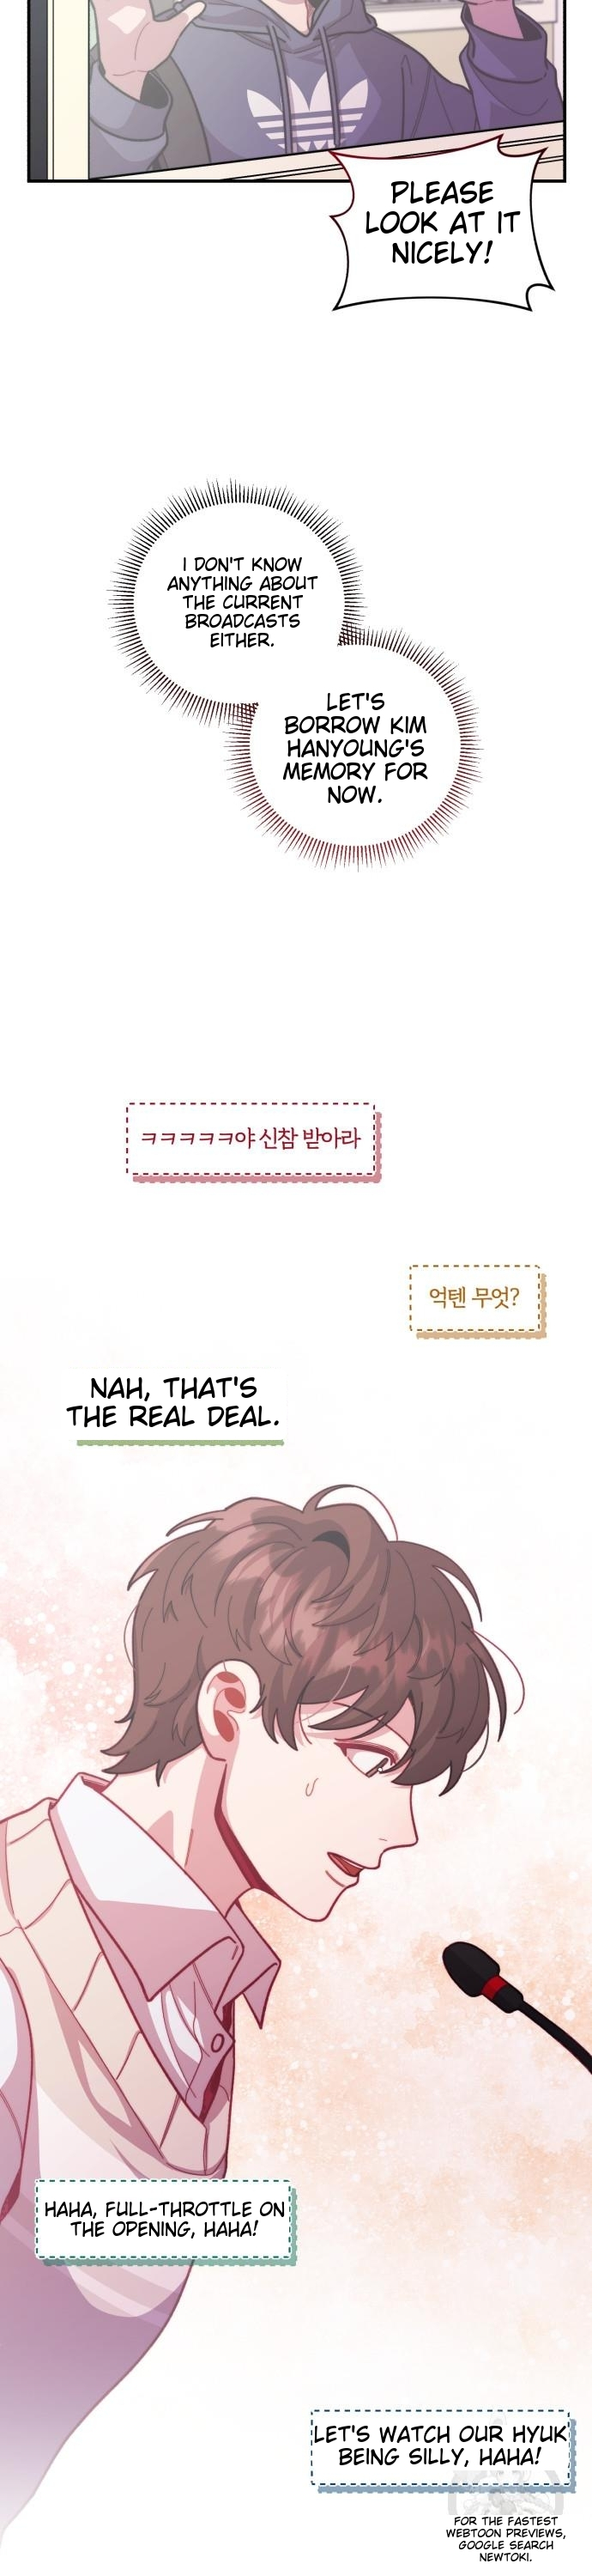 PLEASE
LOOK AT IT
NICELY!
I DON'T KNOW
ANYTHING ABOUT
THE CURRENT
BROADCASTS
EITHER.
LET'S
BORROW KIM
HANYOUNG'S
MEMORY FOR
NOW.
ㅋㅋㅋㅋㅋ야 신참 받아라
억텐 무엇?
NAH, THAT'S
THE REAL DEAL.
HAHA, FULL-THROTTLE ON
THE OPENING, HAHA!
LET'S WATCH OUR HYUK
BEING SILLY, HAHA!
FOR THE FASTEST
WEBTOON PREVIEWS,
GOOGLE SEARCH
NEWTOKI.